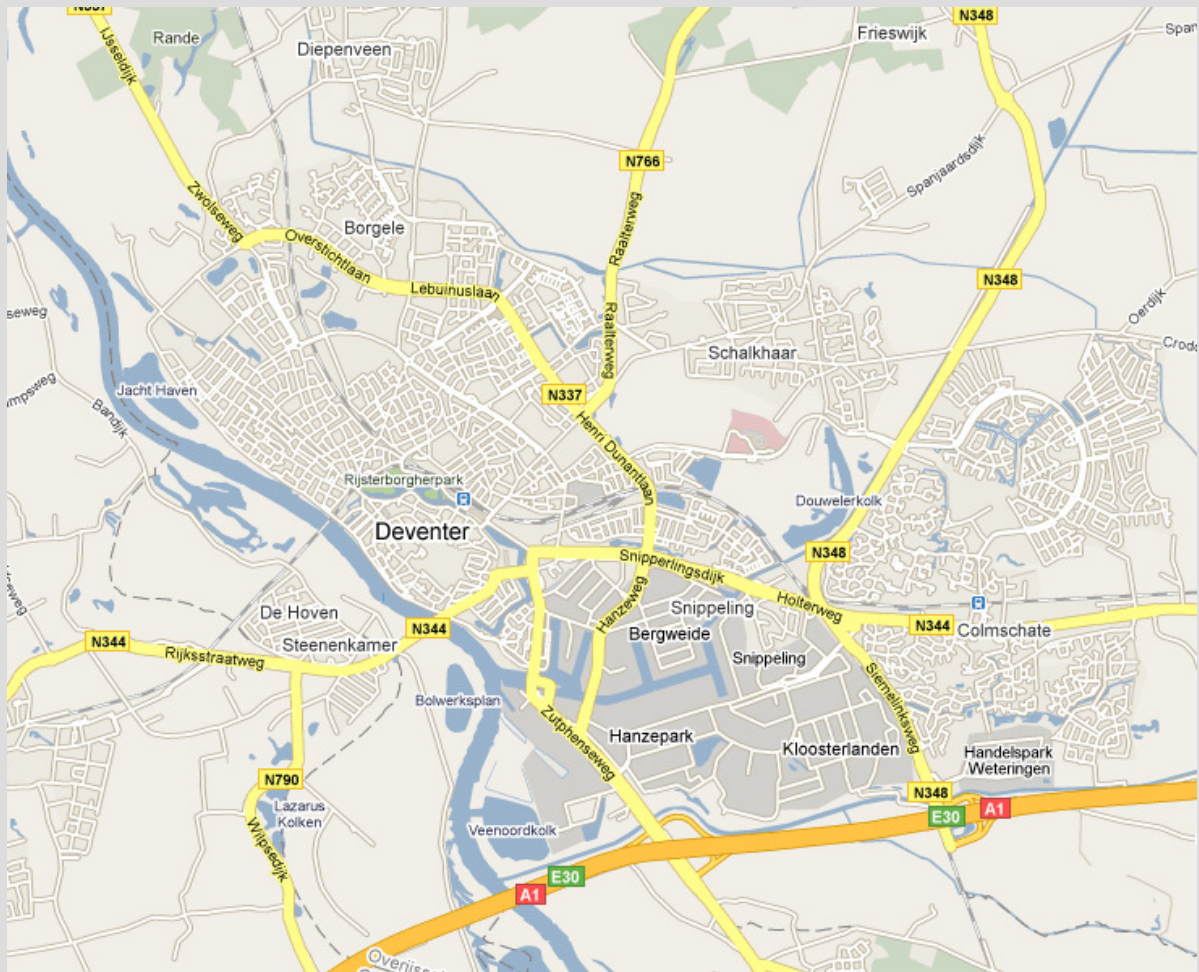 N337
N348
Rande
Frieswijk
Diepenveen
IJsseldijk
N766
Spanjaardsdijk
Zwolseweg
Raalterweg
Borgele
Overstichtlaan
N348
Lebuinuslaan
Oerdijk
Raalterweg
Schalkhaar
Jacht Haven
N337
Bandijk
Henri Dunantlaan
Rijsterborgherpark
Douwelerkolk
Deventer
Snipperlingsdijk
N348
Holterweg
De Hoven
Hanzeweg
Snippeling
N344
N344
Colmschate
Bergweide
N344
Steenenkamer
Rijksstraatweg
Snippeling
Siemelinksweg
Bolwerksplan
Zutphenseweg
Hanzepark
Kloosterlanden
Handelspark
Weteringen
N790
N348
Lazarus
Kolken
A1
E30
Wilpsedijk
Veenoordkolk
E30
A1